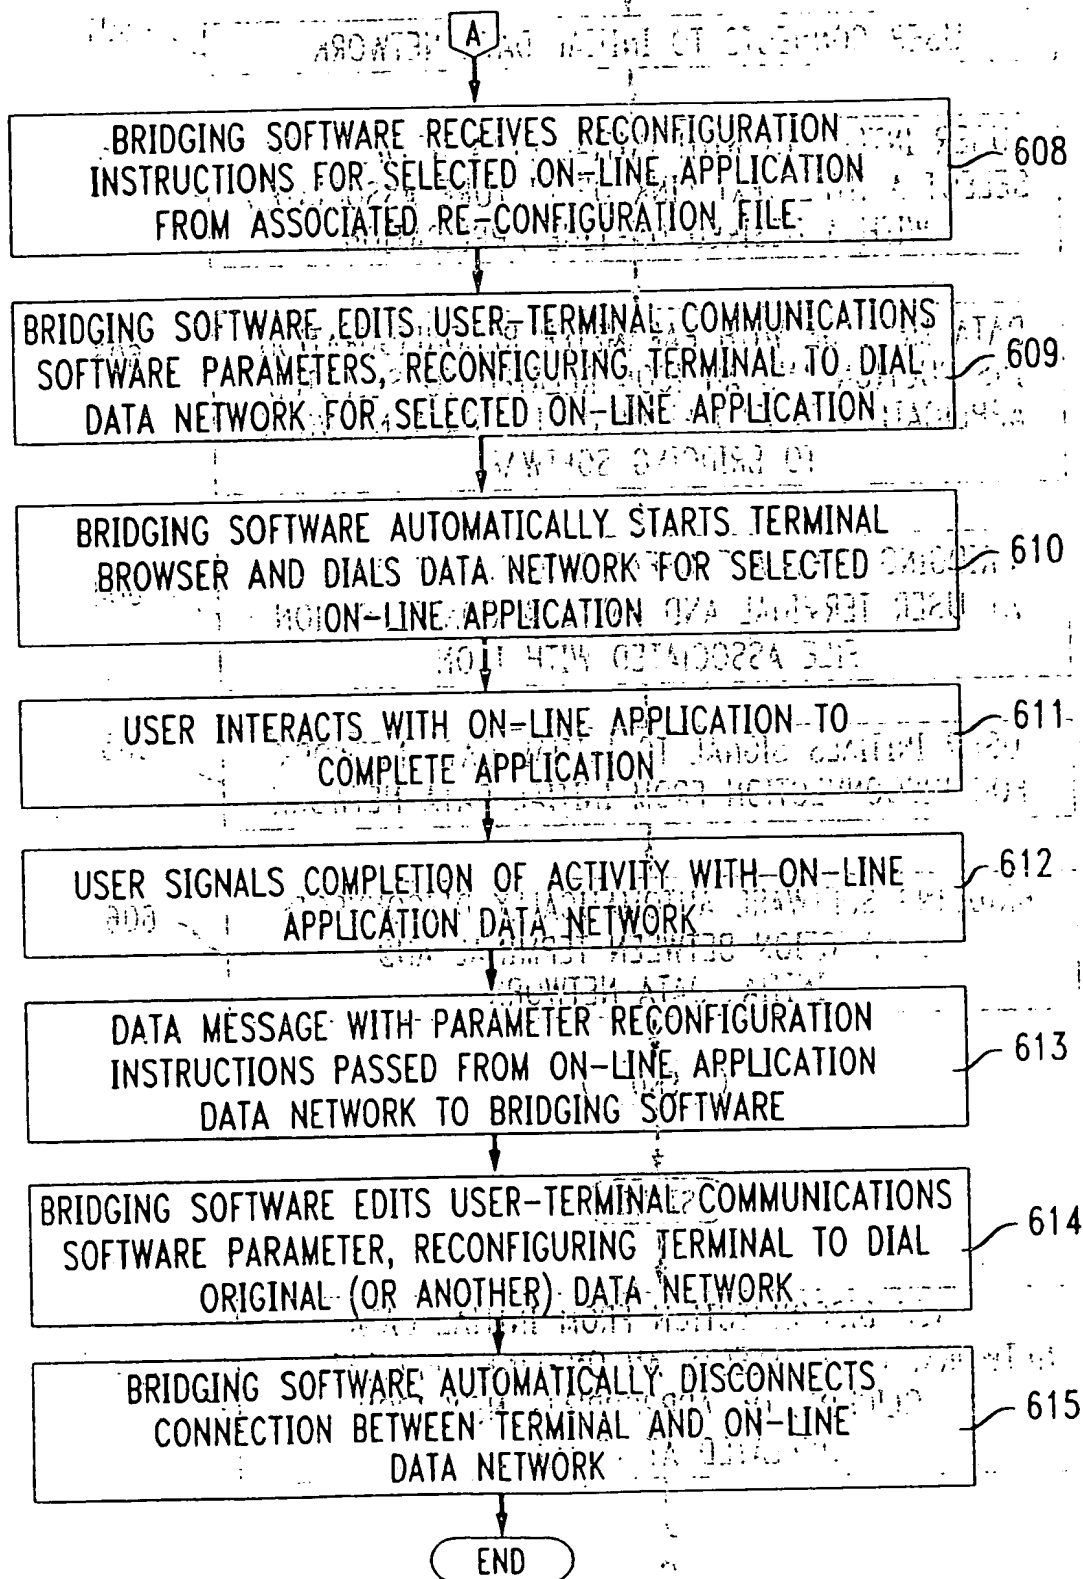 A
BRIDGING SOFTWARE RECEIVES RECONFIGURATION
INSTRUCTIONS FOR SELECTED ON-LINE APPLICATION
FROM ASSOCIATED RE-CONFIGURATION FILE
608
BRIDGING SOFTWARE EDITS USER-TERMINAL COMMUNICATIONS
SOFTWARE PARAMETERS, RECONFIGURING TERMINAL TO DIAL
DATA NETWORK FOR SELECTED ON-LINE APPLICATION
609
BRIDGING SOFTWARE AUTOMATICALLY STARTS TERMINAL
BROWSER AND DIALS DATA NETWORK FOR SELECTED
ON-LINE APPLICATION
610
USER INTERACTS WITH ON-LINE APPLICATION TO
COMPLETE APPLICATION
611
USER SIGNALS COMPLETION OF ACTIVITY WITH ON-LINE
APPLICATION DATA NETWORK
612
DATA MESSAGE WITH PARAMETER RECONFIGURATION
INSTRUCTIONS PASSED FROM ON-LINE APPLICATION
DATA NETWORK TO BRIDGING SOFTWARE
613
BRIDGING SOFTWARE EDITS USER-TERMINAL COMMUNICATIONS
SOFTWARE PARAMETER, RECONFIGURING TERMINAL TO DIAL
ORIGINAL (OR ANOTHER) DATA NETWORK
614
BRIDGING SOFTWARE AUTOMATICALLY DISCONNECTS
CONNECTION BETWEEN TERMINAL AND ON-LINE
DATA NETWORK
615
END